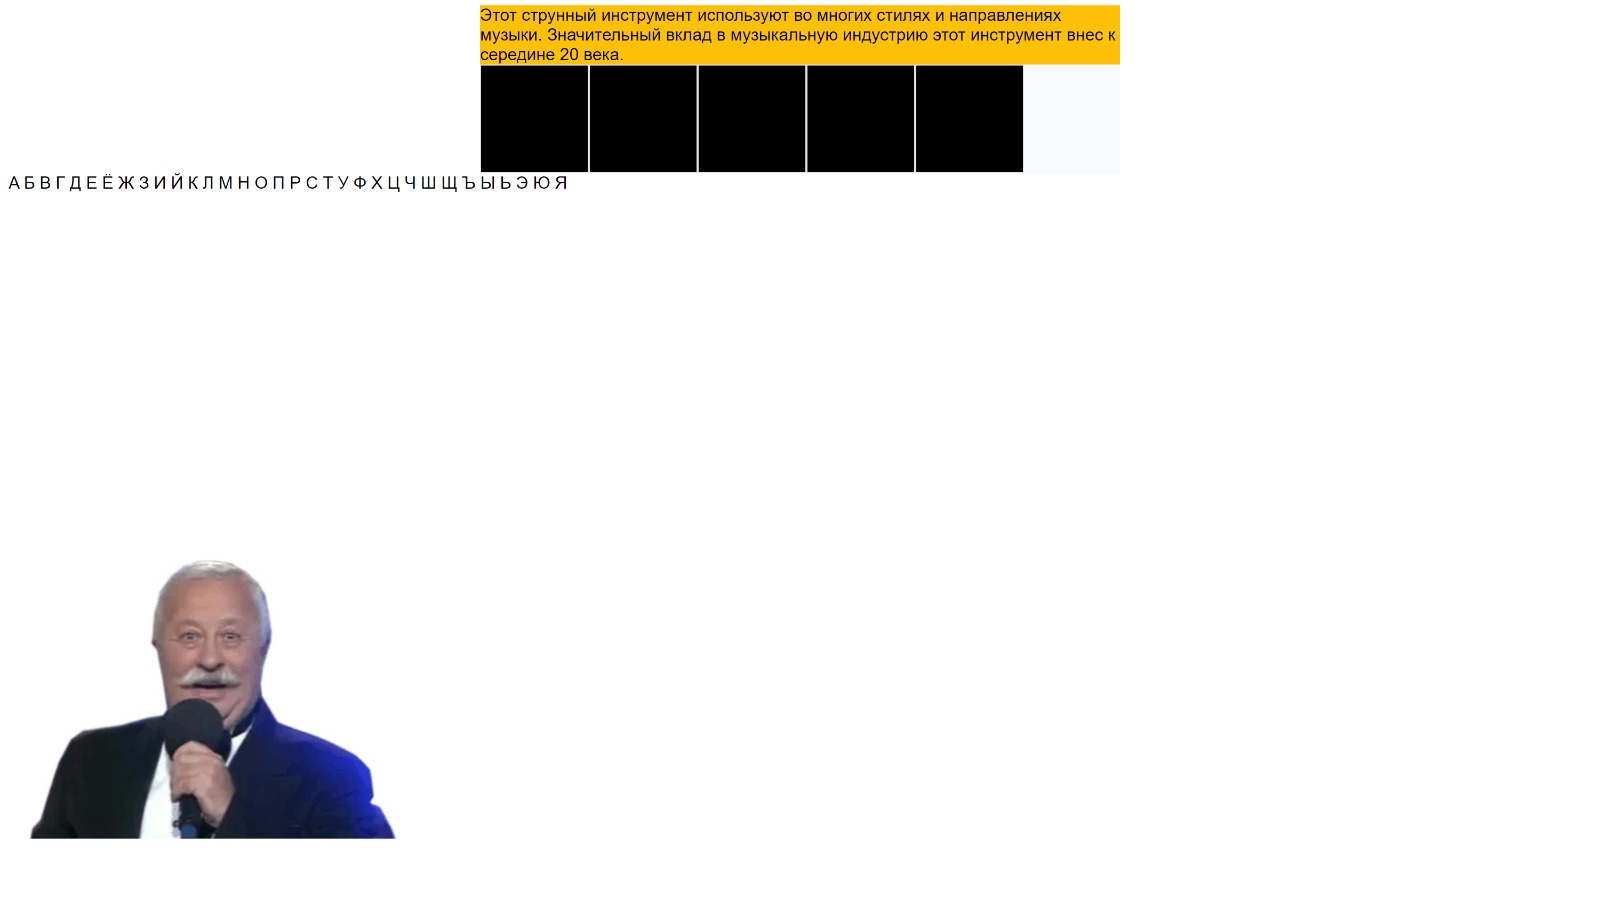 Этот струнный инструмент используют во многих стилях и направлениях
музыки. Значительный вклад в музыкальную индустрию этот инструмент внес к
середине 20 века.
А Б В Г Д Е Ё Ж З И Й К Л М Н О П Р С Т У Ф Х Ц Ч Ш Щ Ъ Ы Ь Э Ю Я